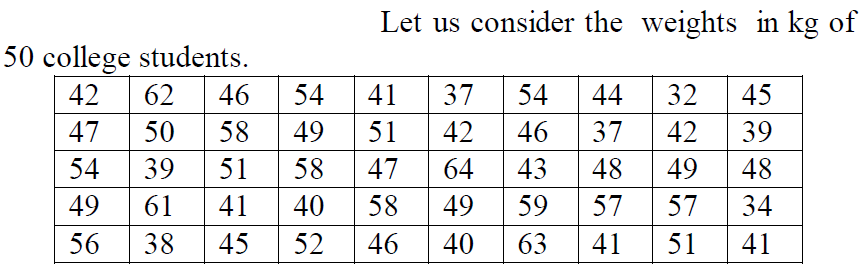 Let us consider the weights in kg of
50 college students.
42 62 46 54 41 37 54 44 32 45
47 50 58 49 51 42 46 37 42 39
54 39 51 58 47 64 43 48 49 48
49 61 41 40 58 49 59 57 57 34
56 38 45 52 46 40 63 41 51 41